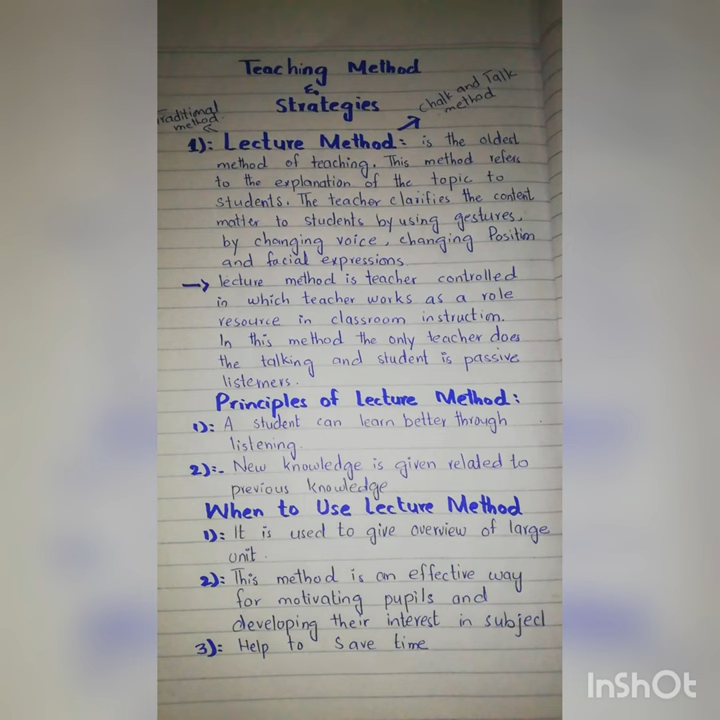 Teaching Method
&
Strategies
Chalk and Talk
method
Traditional
method
1): Lecture Method: is the oldest
method of teaching. This method refers
to the explanation of the topic to
students. The teacher clarifies the content
matter to students by using gestures,
by changing voice, changing Position
and facial expressions.
→ lecture method is teacher controlled
in which teacher works as a role
resource in classroom instruction.
In this method the only teacher does
the talking and student is passive
listerners.
Principles of Lecture Method:
1): A student can learn better through
listening.
2):- New knowledge is given related to
previous knowledge
When to Use Lecture Method
1): It is used to give overview of large
unit.
2): This method is an effective way
for motivating pupils and
developing their interest in subject
3): Help to save time
InShOt